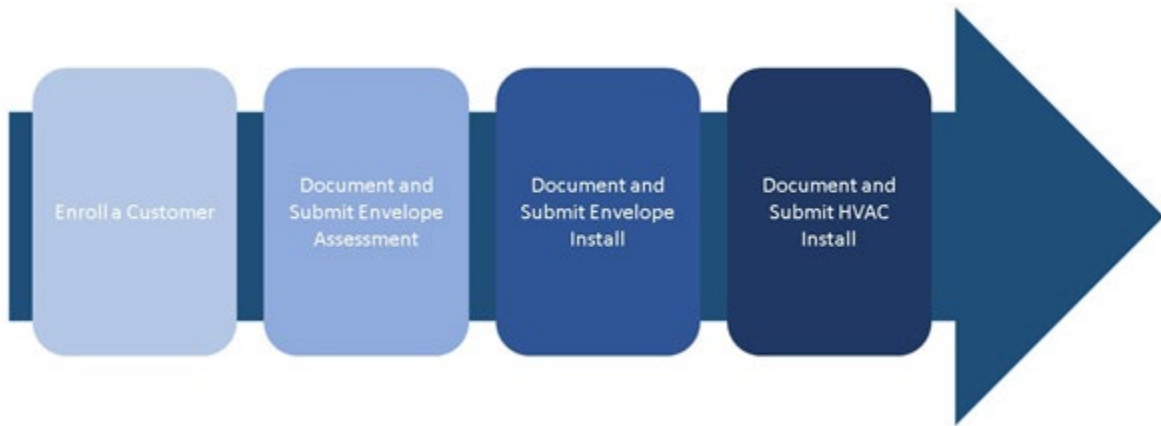 Enroll a Customer
Document and
Submit Envelope
Assessment
Document and
Submit Envelope
Install
Document and
Submit HVAC
Install